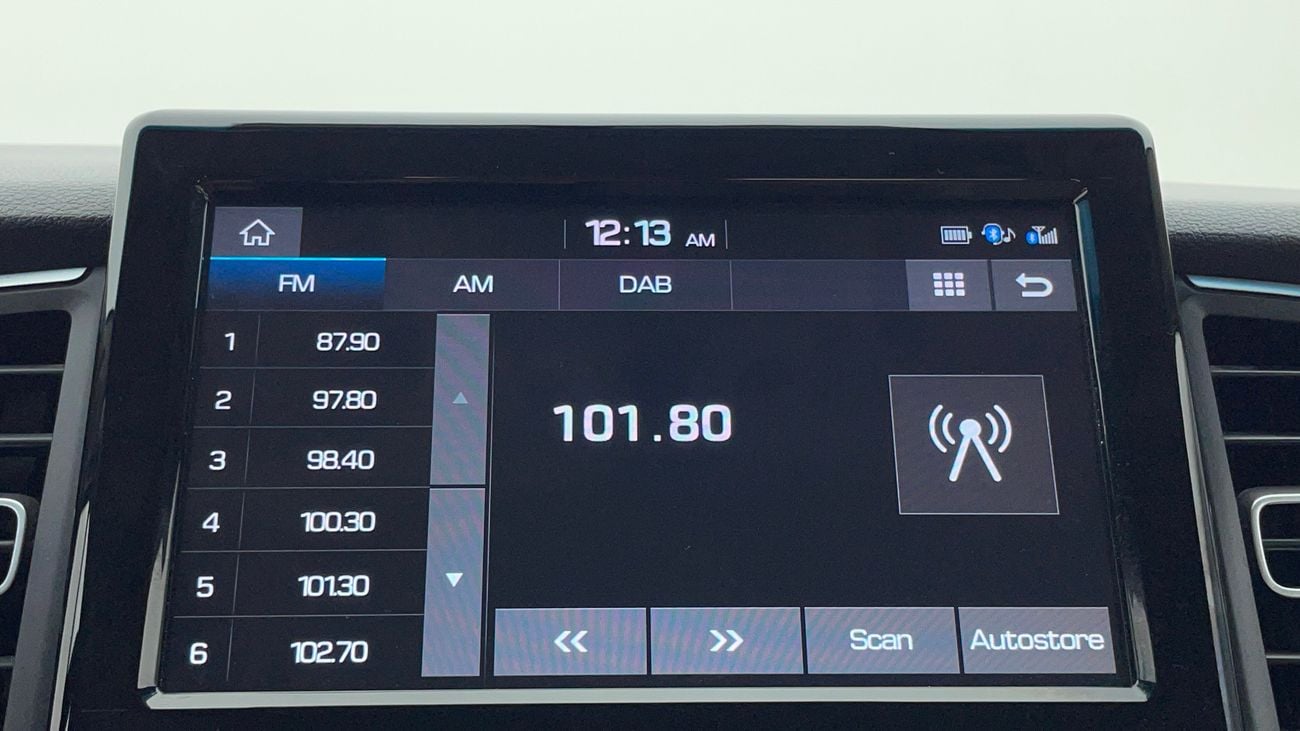 12:13 AM
FM AM DAB
1 87.90
2 97.80
3 98.40
4 100.30
5 101.30
6 102.70
101.80
Scan Autostore